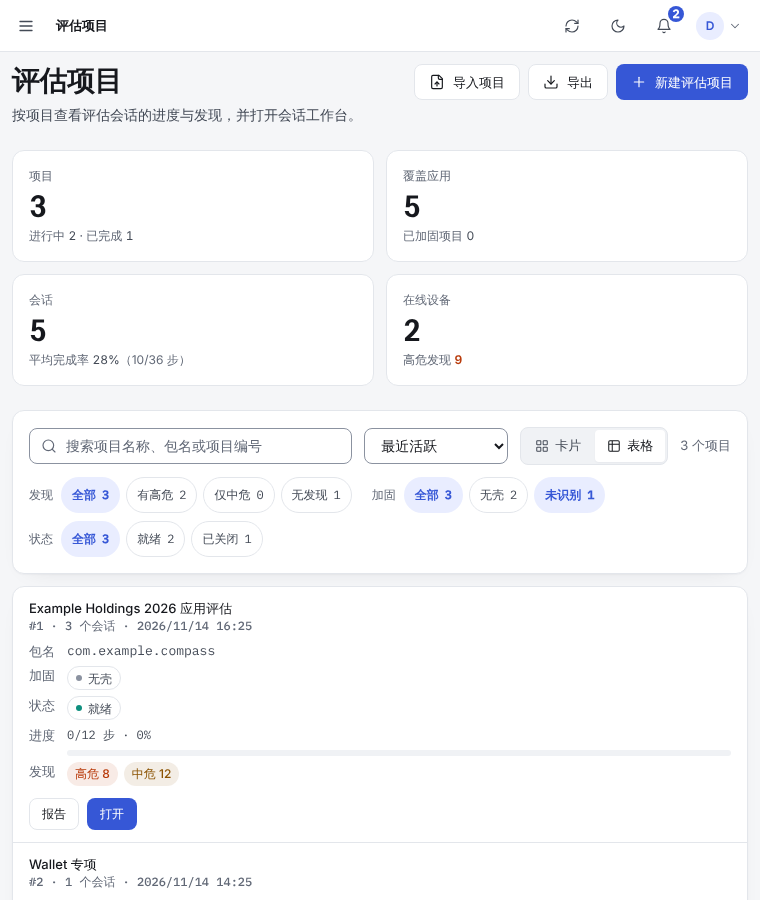 评估项目
2
D
评估项目
导入项目
导出
新建评估项目
按项目查看评估会话的进度与发现，并打开会话工作台。
项目
3
进行中 2 · 已完成 1
覆盖应用
5
已加固项目 0
会话
5
平均完成率 28%（10/36 步）
在线设备
2
高危发现 9
搜索项目名称、包名或项目编号
最近活跃
卡片
表格
3 个项目
发现 全部 3 有高危 2 仅中危 0 无发现 1 加固 全部 3 无壳 2 未识别 1
状态 全部 3 就绪 2 已关闭 1
Example Holdings 2026 应用评估
#1 · 3 个会话 · 2026/11/14 16:25
包名 com.example.compass
加固 无壳
状态 就绪
进度 0/12 步 · 0%
发现 高危 8 中危 12
报告 打开
Wallet 专项
#2 · 1 个会话 · 2026/11/14 14:25